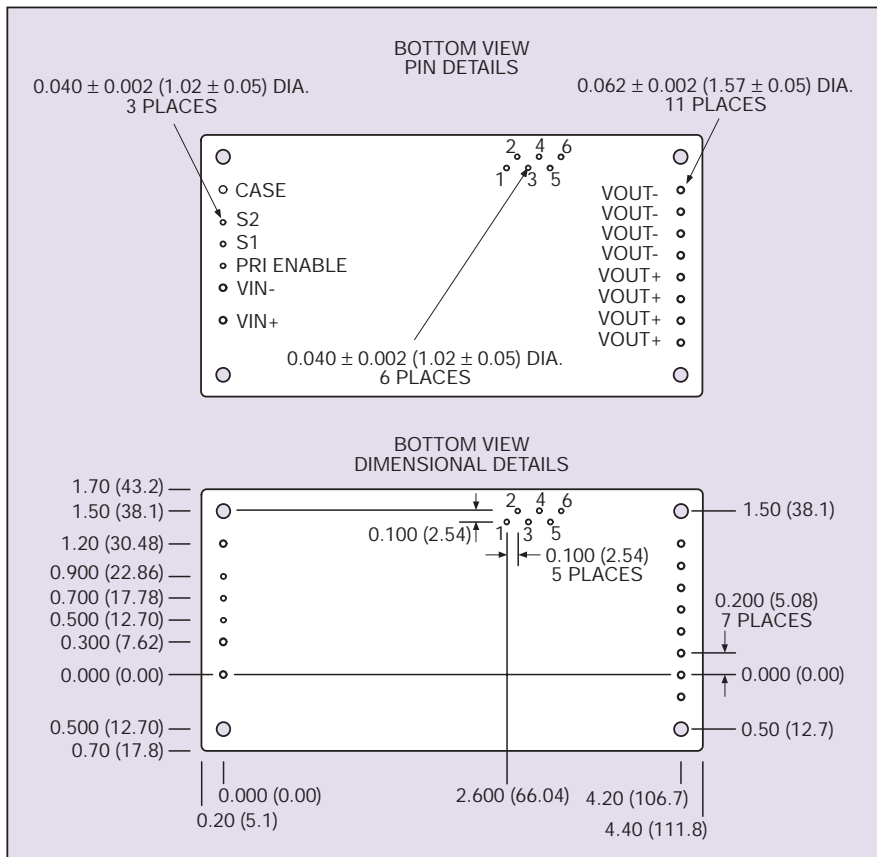 BOTTOM VIEW
PIN DETAILS
0.040 ± 0.002 (1.02 ± 0.05) DIA.
3 PLACES
0.062 ± 0.002 (1.57 ± 0.05) DIA.
11 PLACES
2 4 6
1 3 5
CASE
S2
S1
PRI ENABLE
VIN-
VIN+
VOUT-
VOUT-
VOUT-
VOUT-
VOUT+
VOUT+
VOUT+
VOUT+
0.040 ± 0.002 (1.02 ± 0.05) DIA.
6 PLACES
BOTTOM VIEW
DIMENSIONAL DETAILS
1.70 (43.2)
1.50 (38.1)
1.20 (30.48)
0.900 (22.86)
0.700 (17.78)
0.500 (12.70)
0.300 (7.62)
0.000 (0.00)
0.500 (12.70)
0.70 (17.8)
2 4 6
1 3 5
0.100 (2.54)
0.100 (2.54)
5 PLACES
1.50 (38.1)
0.200 (5.08)
7 PLACES
0.000 (0.00)
0.50 (12.7)
0.000 (0.00)
0.20 (5.1)
2.600 (66.04)
4.20 (106.7)
4.40 (111.8)